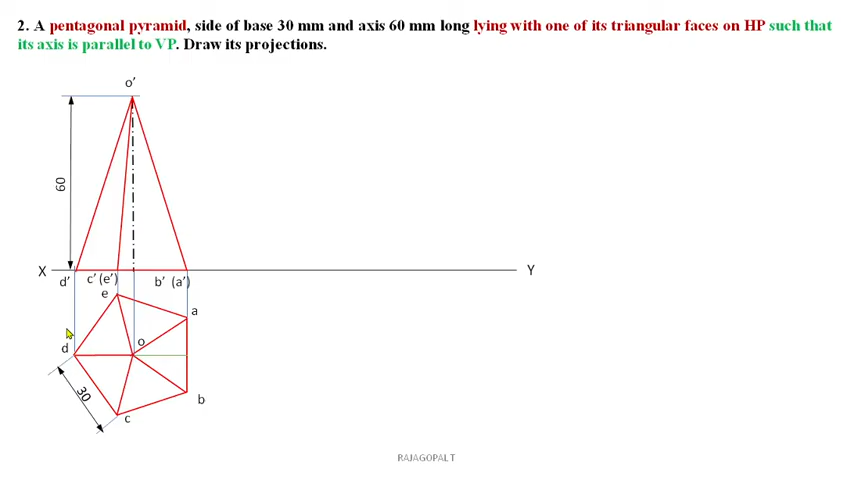 2. A pentagonal pyramid, side of base 30 mm and axis 60 mm long lying with one of its triangular faces on HP such that
its axis is parallel to VP. Draw its projections.
o’
60
X
Y
d’ c’ (e’) b’ (a’)
e
a
o
d
30
b
c
RAJAGOPAL T